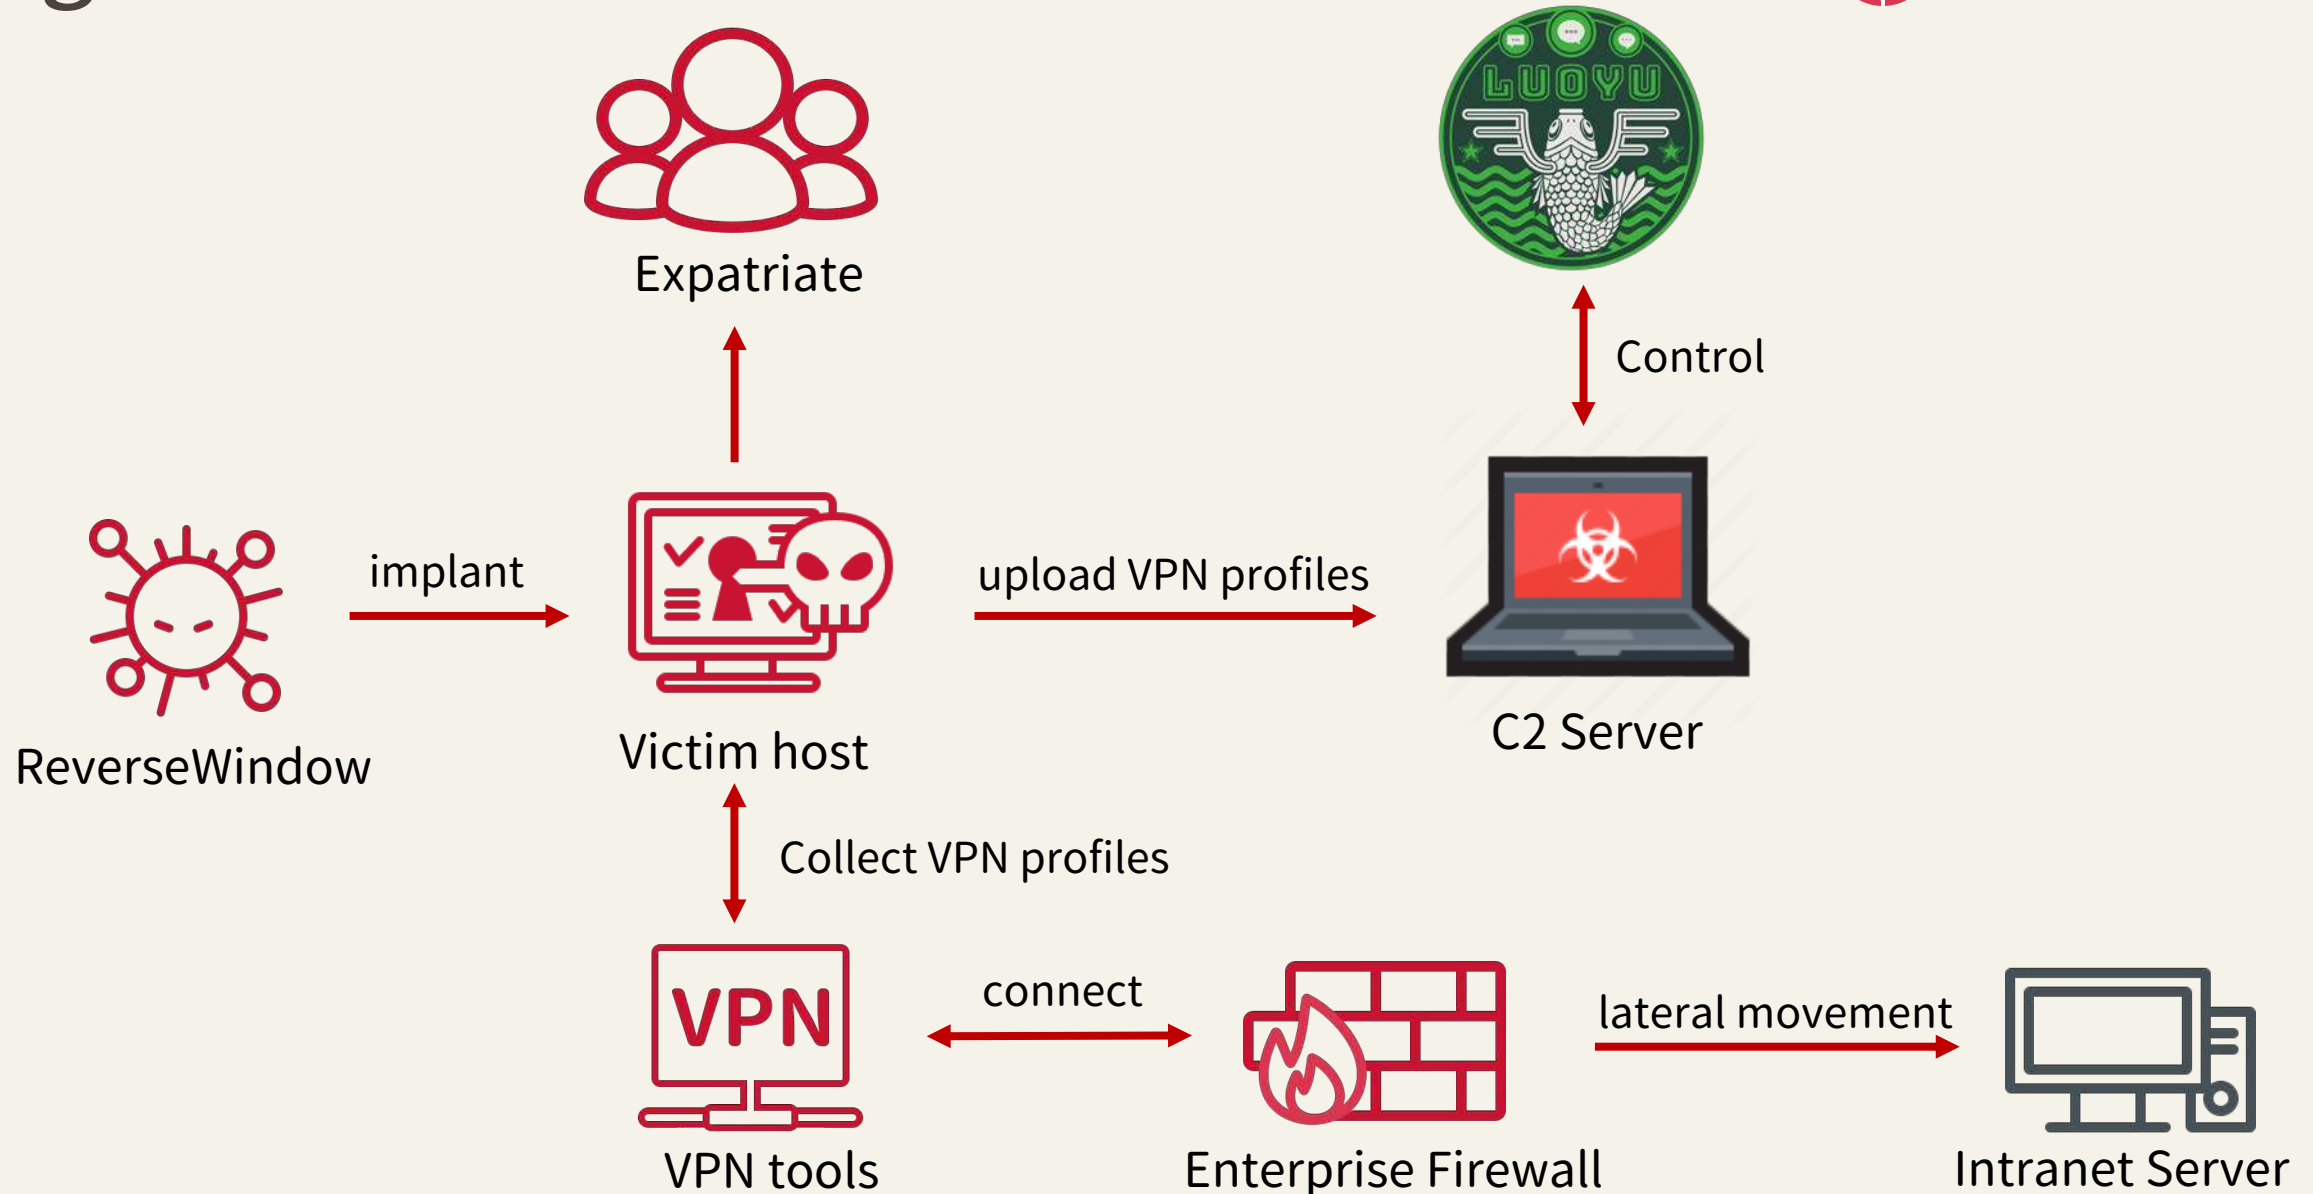 LUOYU
Expatriate
Control
implant
upload VPN profiles
ReverseWindow
Victim host
C2 Server
Collect VPN profiles
VPN
connect
lateral movement
VPN tools
Enterprise Firewall
Intranet Server